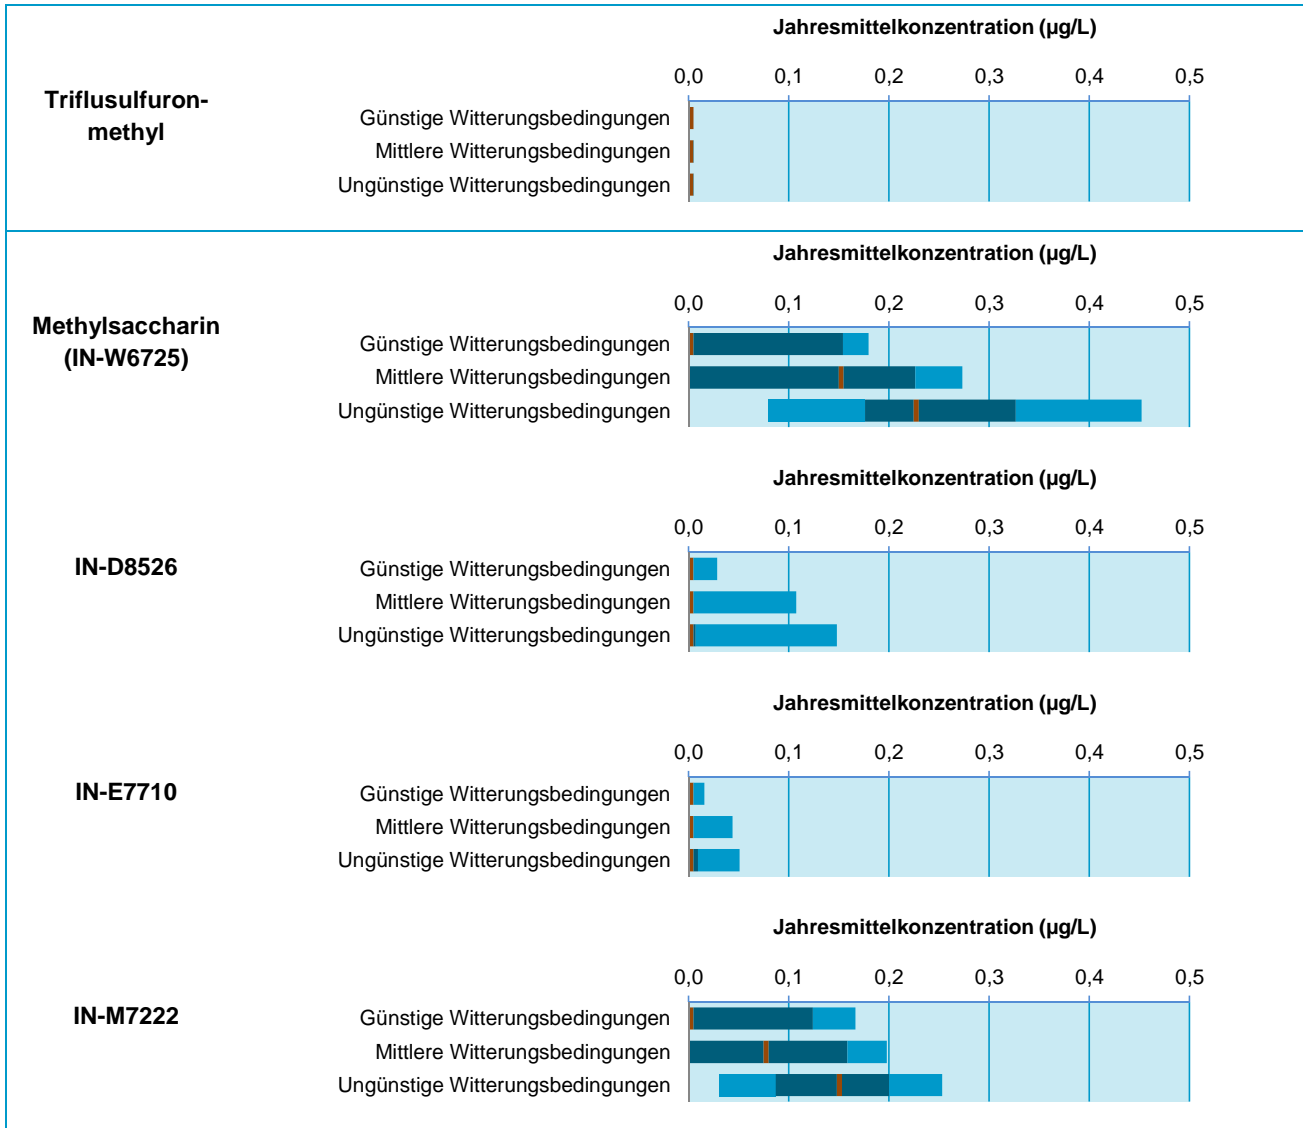 Jahresmittelkonzentration (µg/L)
0,0 0,1 0,2 0,3 0,4 0,5
Triflusulfuron-
methyl
Günstige Witterungsbedingungen
Mittlere Witterungsbedingungen
Ungünstige Witterungsbedingungen
Jahresmittelkonzentration (µg/L)
0,0 0,1 0,2 0,3 0,4 0,5
Methylsaccharin
(IN-W6725)
Günstige Witterungsbedingungen
Mittlere Witterungsbedingungen
Ungünstige Witterungsbedingungen
Jahresmittelkonzentration (µg/L)
0,0 0,1 0,2 0,3 0,4 0,5
IN-D8526
Günstige Witterungsbedingungen
Mittlere Witterungsbedingungen
Ungünstige Witterungsbedingungen
Jahresmittelkonzentration (µg/L)
0,0 0,1 0,2 0,3 0,4 0,5
IN-E7710
Günstige Witterungsbedingungen
Mittlere Witterungsbedingungen
Ungünstige Witterungsbedingungen
Jahresmittelkonzentration (µg/L)
0,0 0,1 0,2 0,3 0,4 0,5
IN-M7222
Günstige Witterungsbedingungen
Mittlere Witterungsbedingungen
Ungünstige Witterungsbedingungen